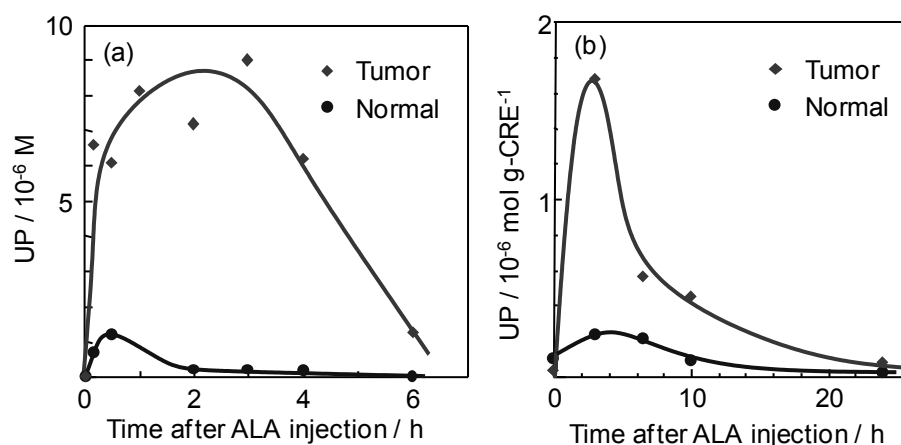 (a)
Tumor
Normal
UP / 10⁻⁶ M
10
5
0
0 2 4 6
Time after ALA injection / h
(b)
Tumor
Normal
UP / 10⁻⁶ mol g-CRE⁻¹
2
1
0
0 10 20
Time after ALA injection / h